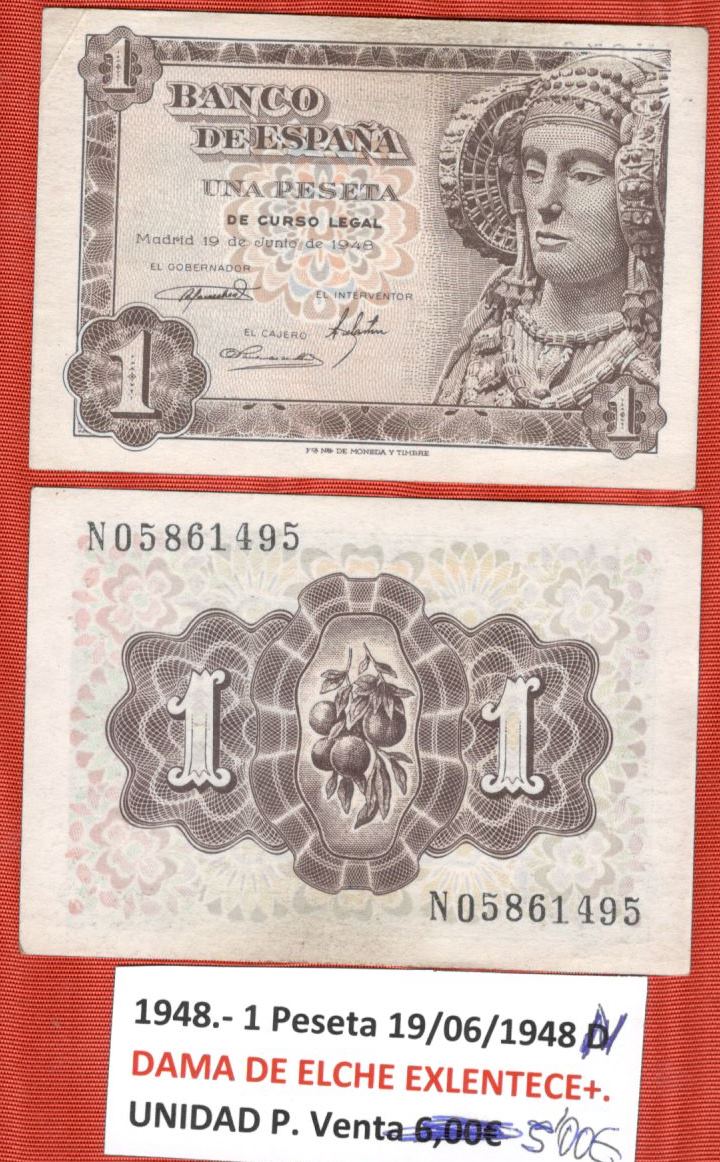 1
BANCO
DE ESPAÑA
UNA PESETA
DE CURSO LEGAL
Madrid 19 de Junio de 1948
EL GOBERNADOR
EL INTERVENTOR
EL CAJERO
1
1
DE MONEDA Y TIMBRE
N05861495
1 1
N05861495
1948.- 1 Peseta 19/06/1948 N
DAMA DE ELCHE EXLENTECE+.
UNIDAD P. Venta 6,00€ 5'00€